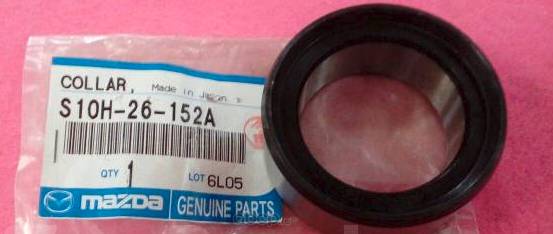 COLLAR, Made in Japan
S10H-26-152A
QTY 1 LOT 6L05
mazda GENUINE PARTS